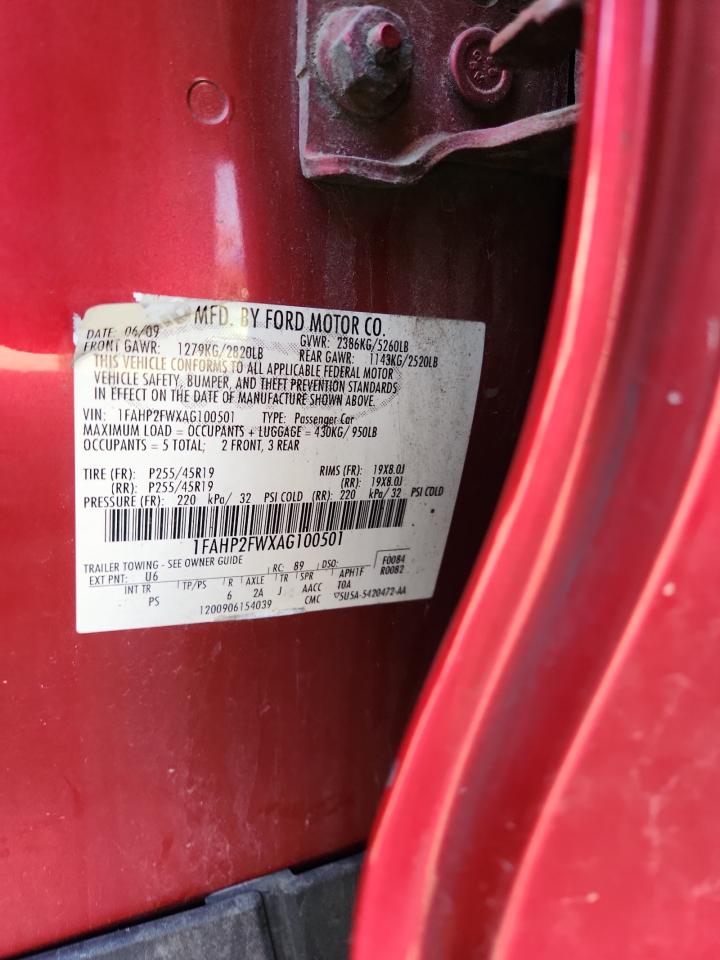 MFD. BY FORD MOTOR CO.
DATE: 06/09 GVWR: 2386KG/5260LB
FRONT GAWR: 1279KG/2820LB REAR GAWR: 1143KG/2520LB
THIS VEHICLE CONFORMS TO ALL APPLICABLE FEDERAL MOTOR
VEHICLE SAFETY, BUMPER, AND THEFT PREVENTION STANDARDS
IN EFFECT ON THE DATE OF MANUFACTURE SHOWN ABOVE.
VIN: 1FAHP2FWXAG100501 TYPE: Passenger Car
MAXIMUM LOAD = OCCUPANTS + LUGGAGE = 430KG/ 950LB
OCCUPANTS = 5 TOTAL; 2 FRONT, 3 REAR
TIRE (FR): P255/45R19 RIMS (FR): 19X8.0J
(RR): P255/45R19 (RR): 19X8.0J
PRESSURE (FR): 220 kPa/ 32 PSI COLD (RR): 220 kPa/ 32 PSI COLD
1FAHP2FWXAG100501
TRAILER TOWING - SEE OWNER GUIDE
EXT PNT: U6 RC: 89 DSO: F0084
INT TR TP/PS R AXLE TR SPR APH1F R0082
PS 6 2A J AACC T0A
1200906154039 CMC 5U5A-5420472-AA